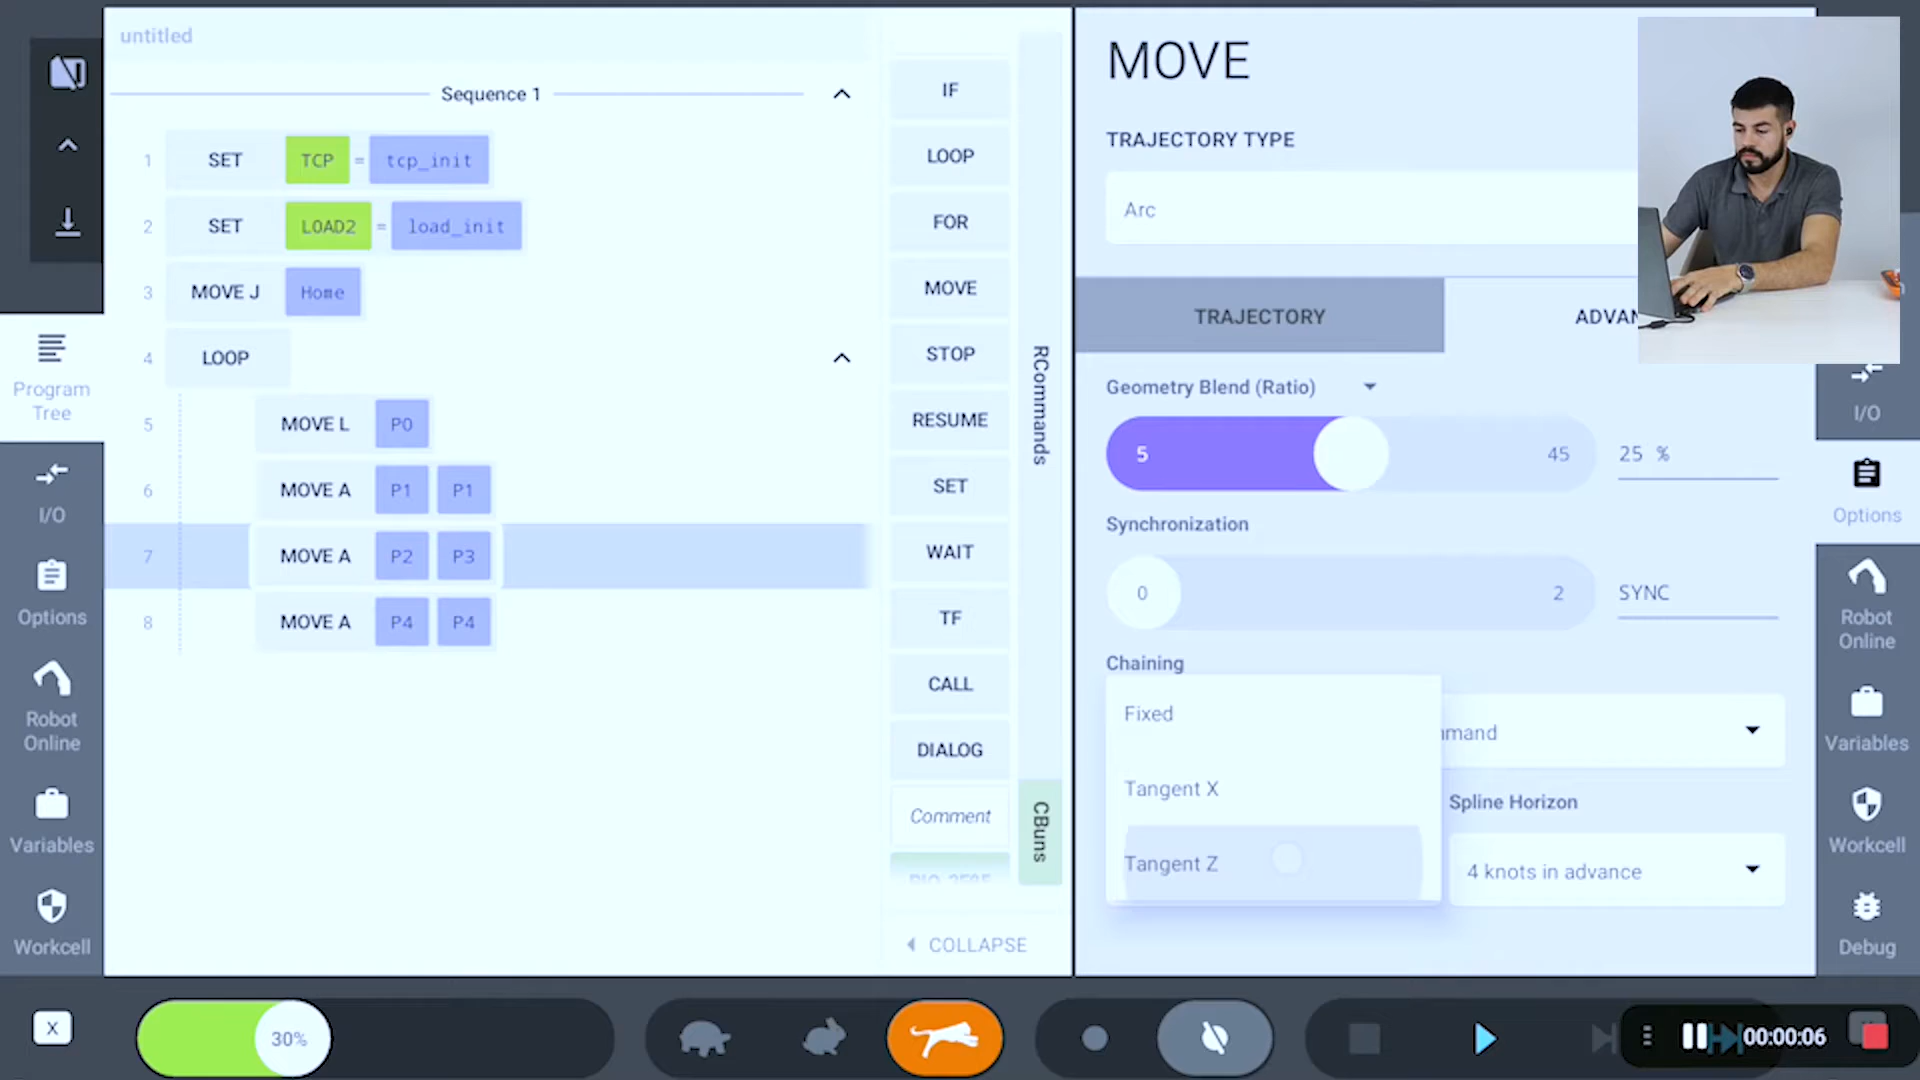 untitled
Sequence 1
1 SET TCP = tcp_init
2 SET LOAD2 = load_init
3 MOVE J Home
4 LOOP
5 MOVE L P0
6 MOVE A P1 P1
7 MOVE A P2 P3
8 MOVE A P4 P4
Program
Tree
I/O
Options
Robot
Online
Variables
Workcell
IF
LOOP
FOR
MOVE
STOP
RESUME
SET
WAIT
TF
CALL
DIALOG
Comment
COLLAPSE
RCommands
CBuns
MOVE
TRAJECTORY TYPE
Arc
TRAJECTORY
ADVAN
Geometry Blend (Ratio)
5 45 25 %
Synchronization
0 2 SYNC
Chaining
Fixed
Tangent X
Tangent Z
mmand
Spline Horizon
4 knots in advance
I/O
Options
Robot
Online
Variables
Workcell
Debug
X
30%
00:00:06